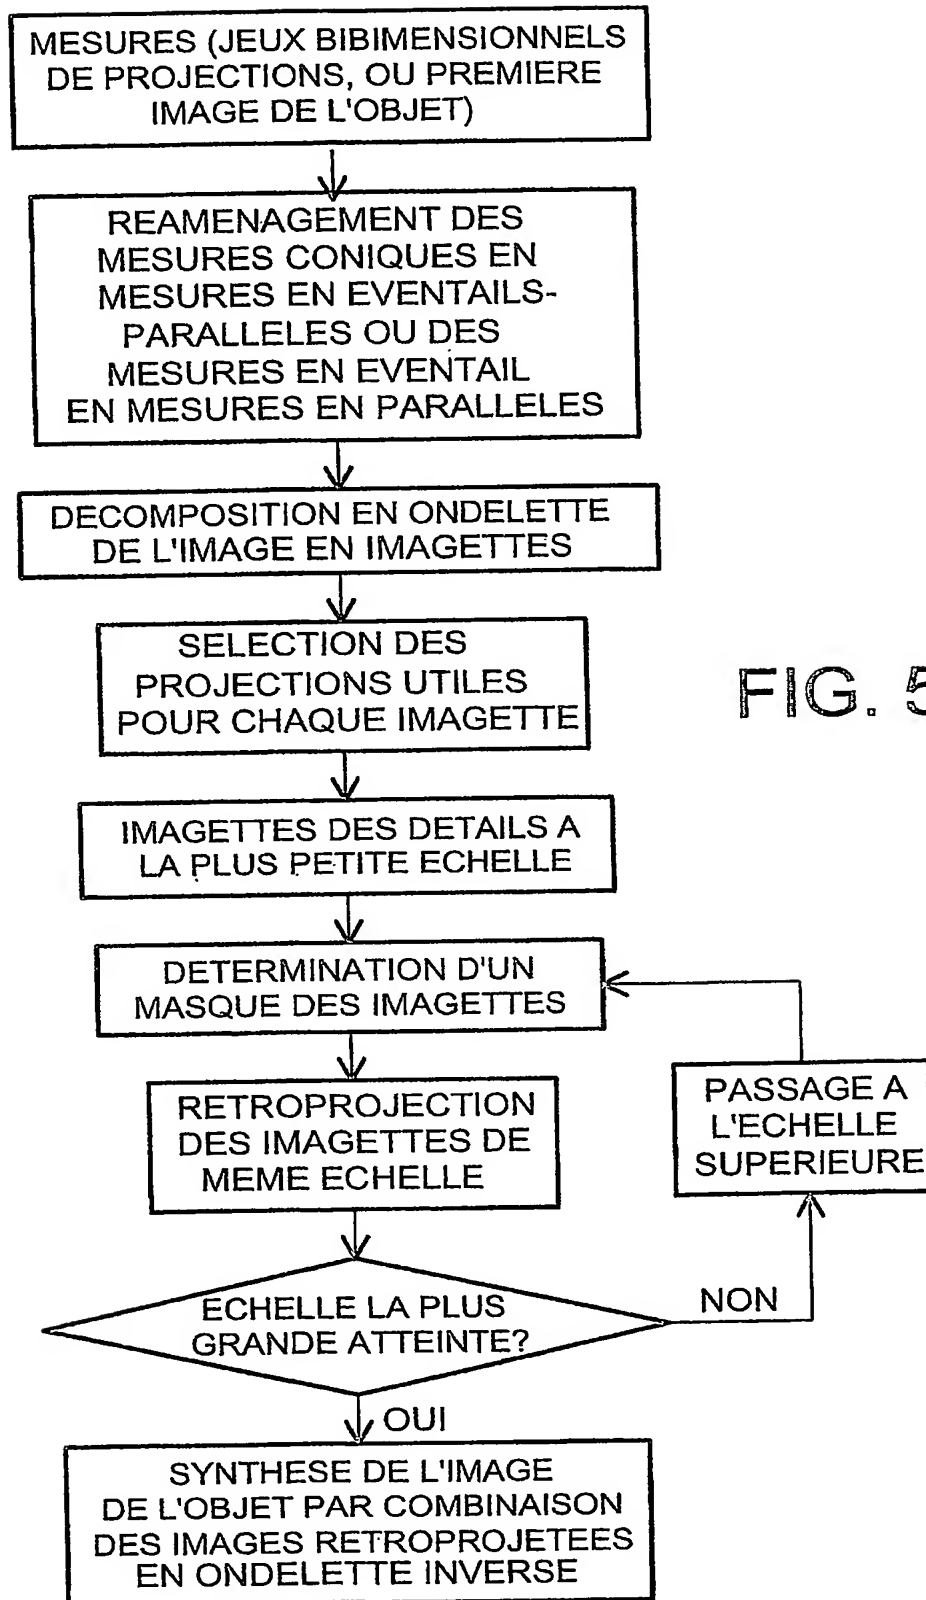 MESURES (JEUX BIBIMENSIONNELS
DE PROJECTIONS, OU PREMIERE
IMAGE DE L'OBJET)
REAMENAGEMENT DES
MESURES CONIQUES EN
MESURES EN EVENTAILS-
PARALLELES OU DES
MESURES EN EVENTAIL
EN MESURES EN PARALLELES
DECOMPOSITION EN ONDELETTE
DE L'IMAGE EN IMAGETTES
SELECTION DES
PROJECTIONS UTILES
POUR CHAQUE IMAGETTE
FIG. 5
IMAGETTES DES DETAILS A
LA PLUS PETITE ECHELLE
DETERMINATION D'UN
MASQUE DES IMAGETTES
RETROPROJECTION
DES IMAGETTES DE
MEME ECHELLE
PASSAGE A
L'ECHELLE
SUPERIEURE
ECHELLE LA PLUS
GRANDE ATTEINTE?
NON
OUI
SYNTHESE DE L'IMAGE
DE L'OBJET PAR COMBINAISON
DES IMAGES RETROPROJETEES
EN ONDELETTE INVERSE